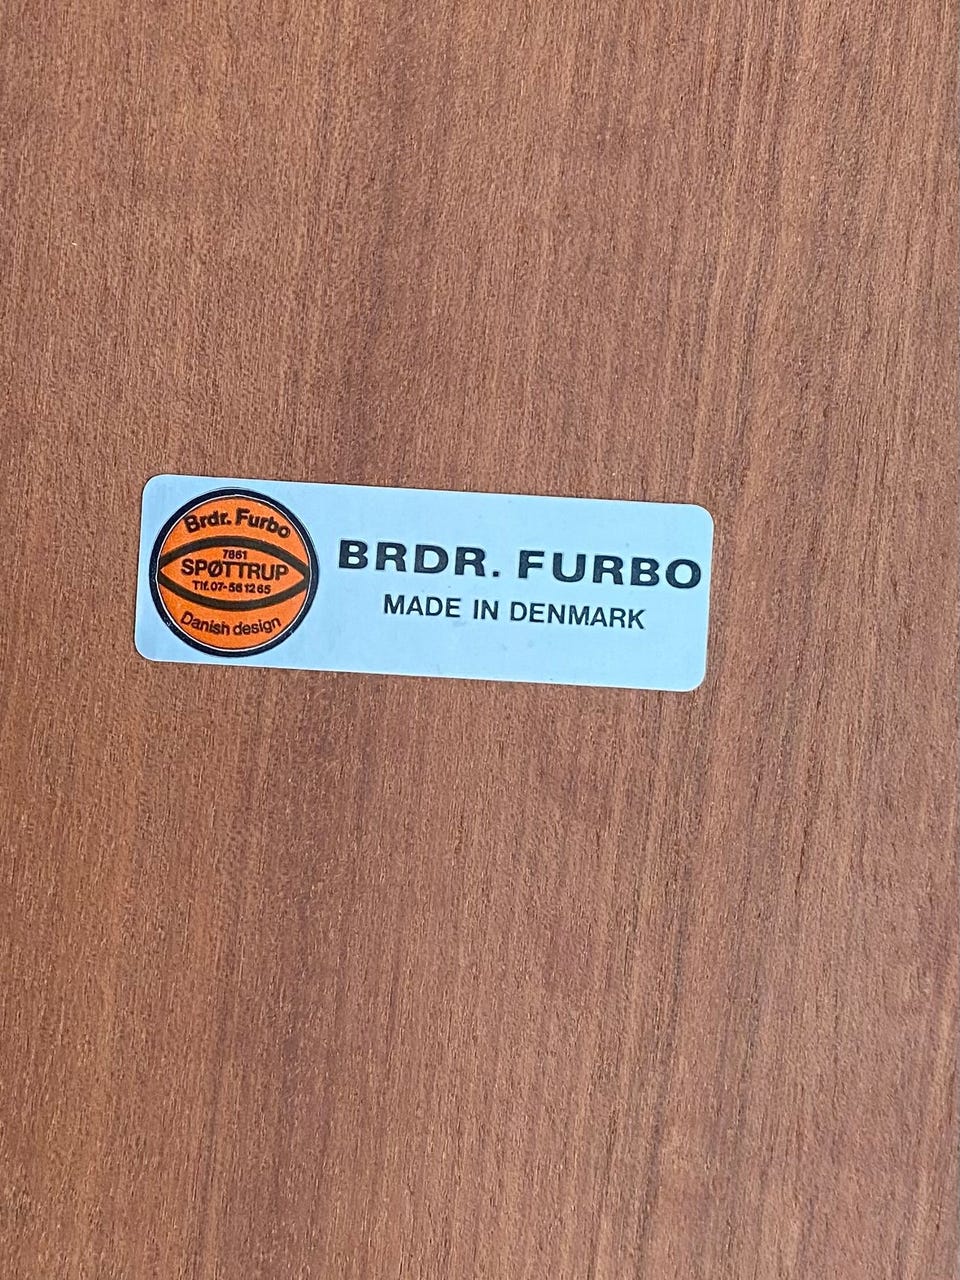 Brdr. Furbo
7861
SPØTTRUP
Tlf. 07-56 12 65
Danish design
BRDR. FURBO
MADE IN DENMARK